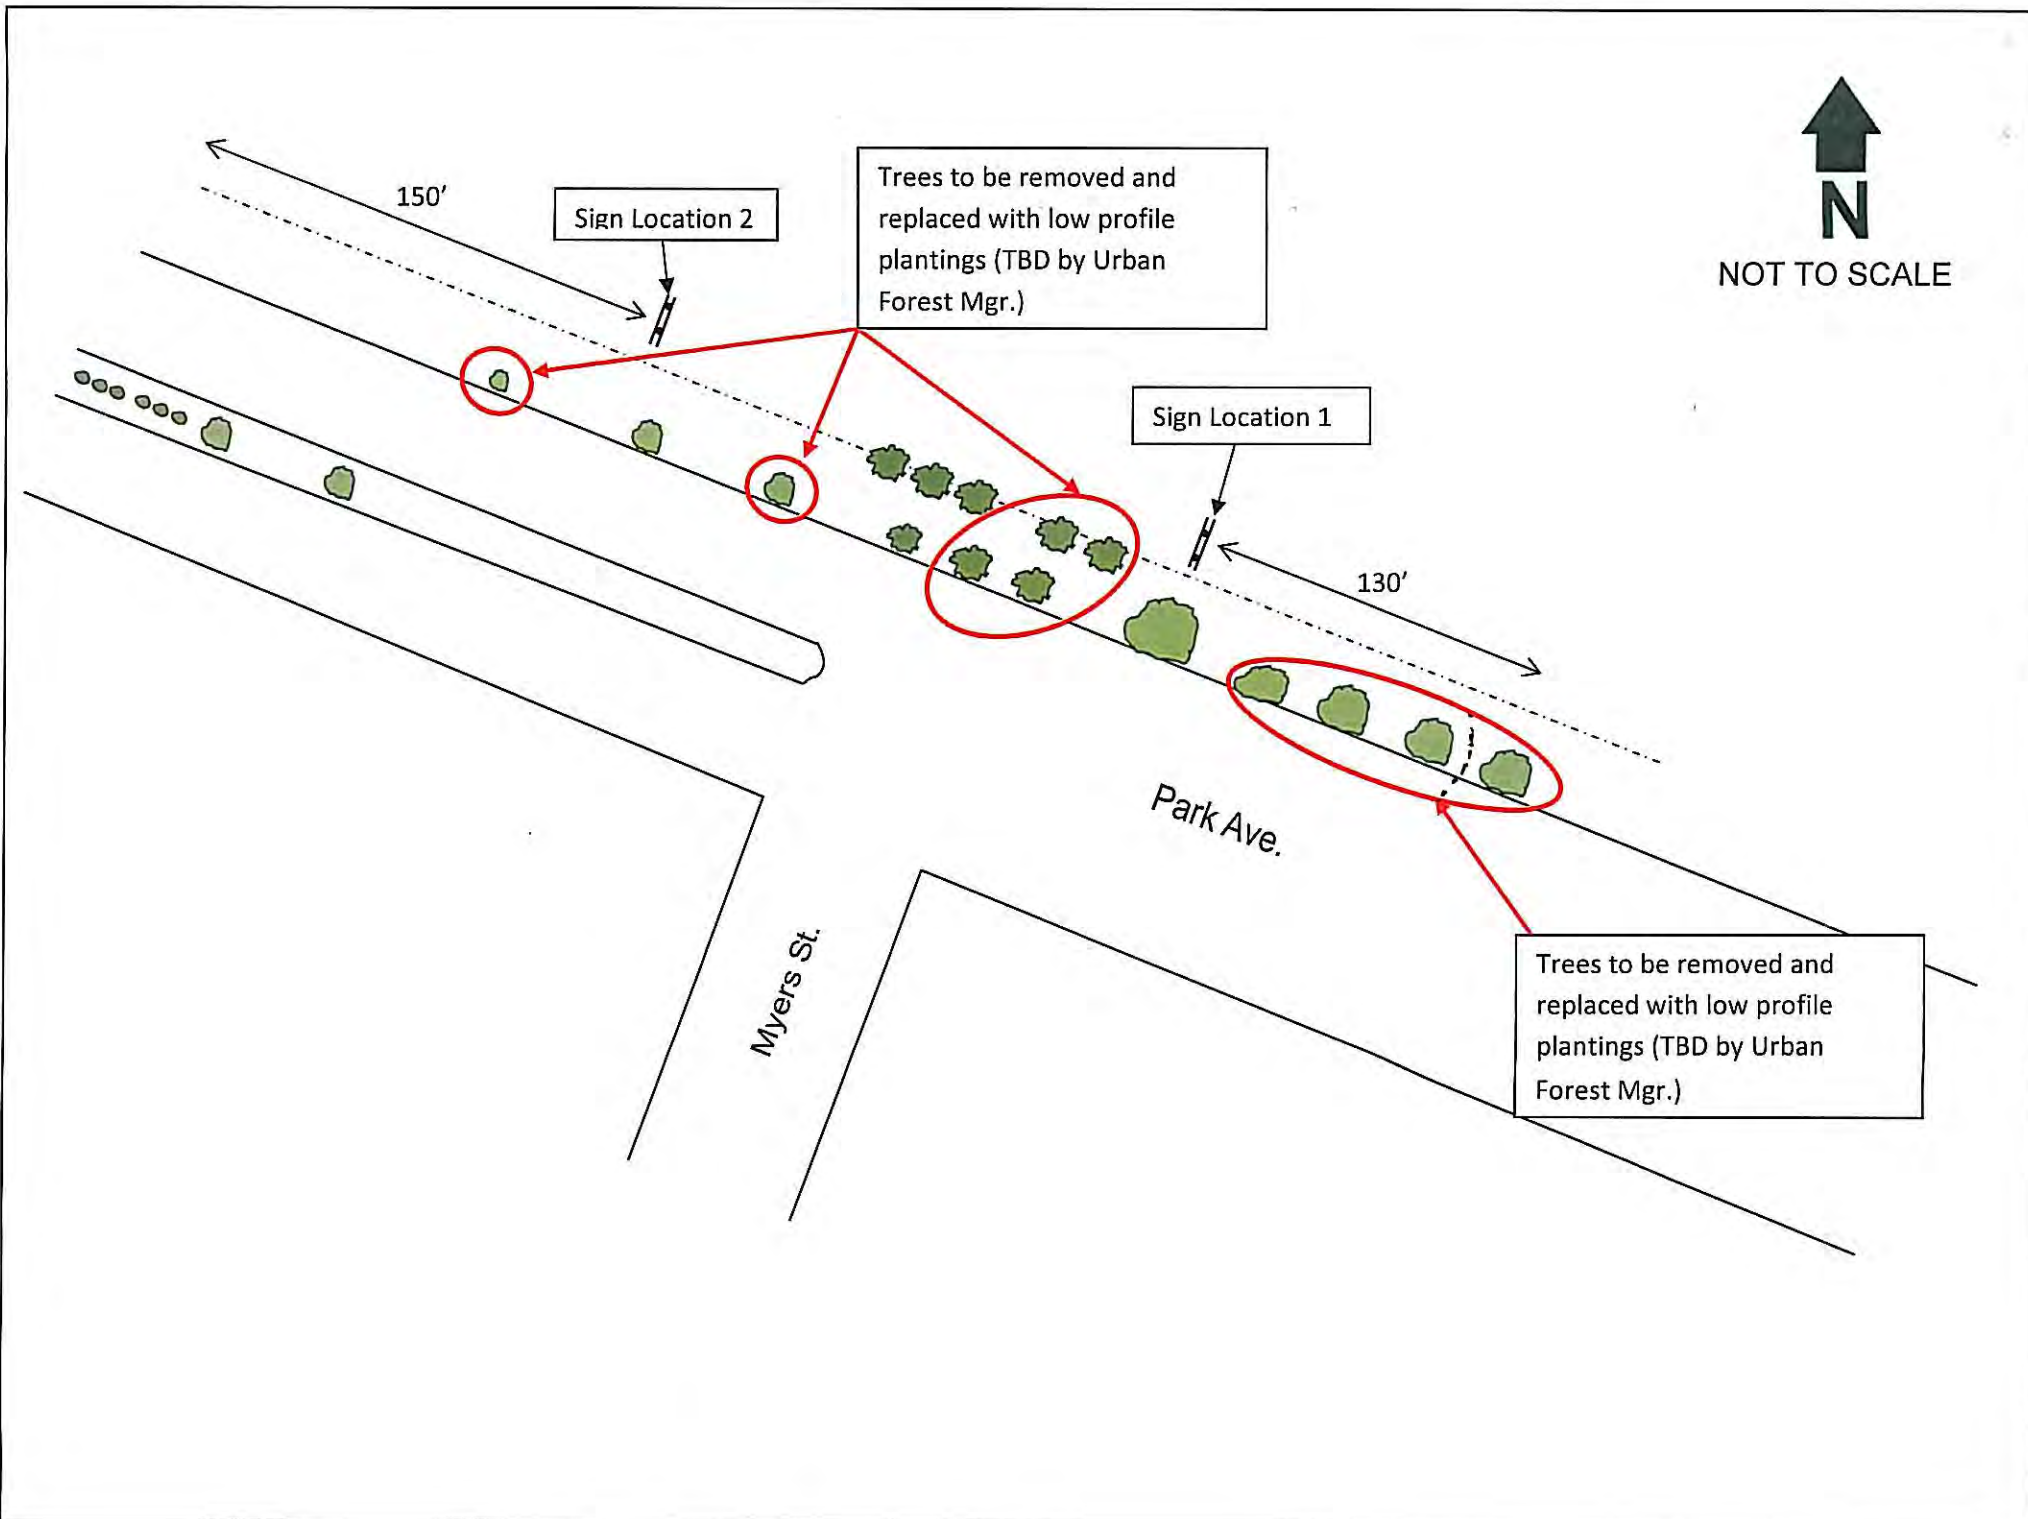 150'
Sign Location 2
Trees to be removed and
replaced with low profile
plantings (TBD by Urban
Forest Mgr.)
N
NOT TO SCALE
Sign Location 1
130'
Park Ave.
Myers St.
Trees to be removed and
replaced with low profile
plantings (TBD by Urban
Forest Mgr.)